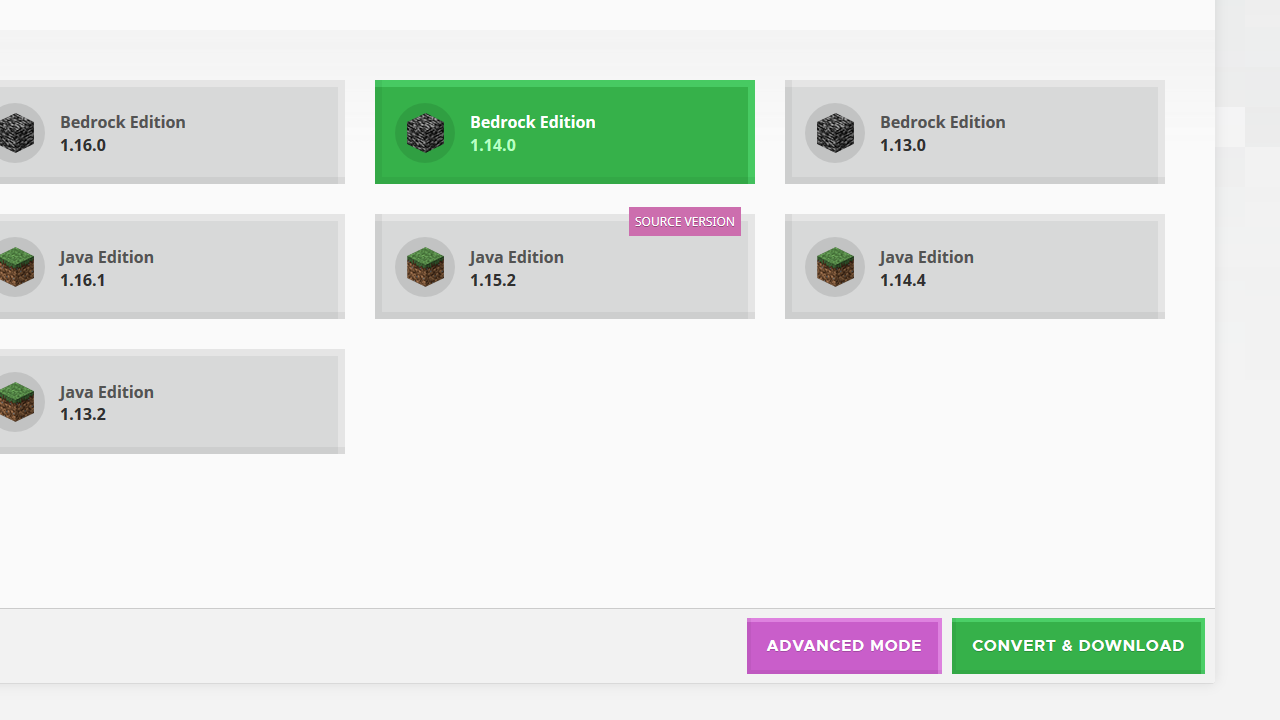 Bedrock Edition
1.16.0
Bedrock Edition
1.14.0
Bedrock Edition
1.13.0
Java Edition
1.16.1
SOURCE VERSION
Java Edition
1.15.2
Java Edition
1.14.4
Java Edition
1.13.2
ADVANCED MODE
CONVERT & DOWNLOAD